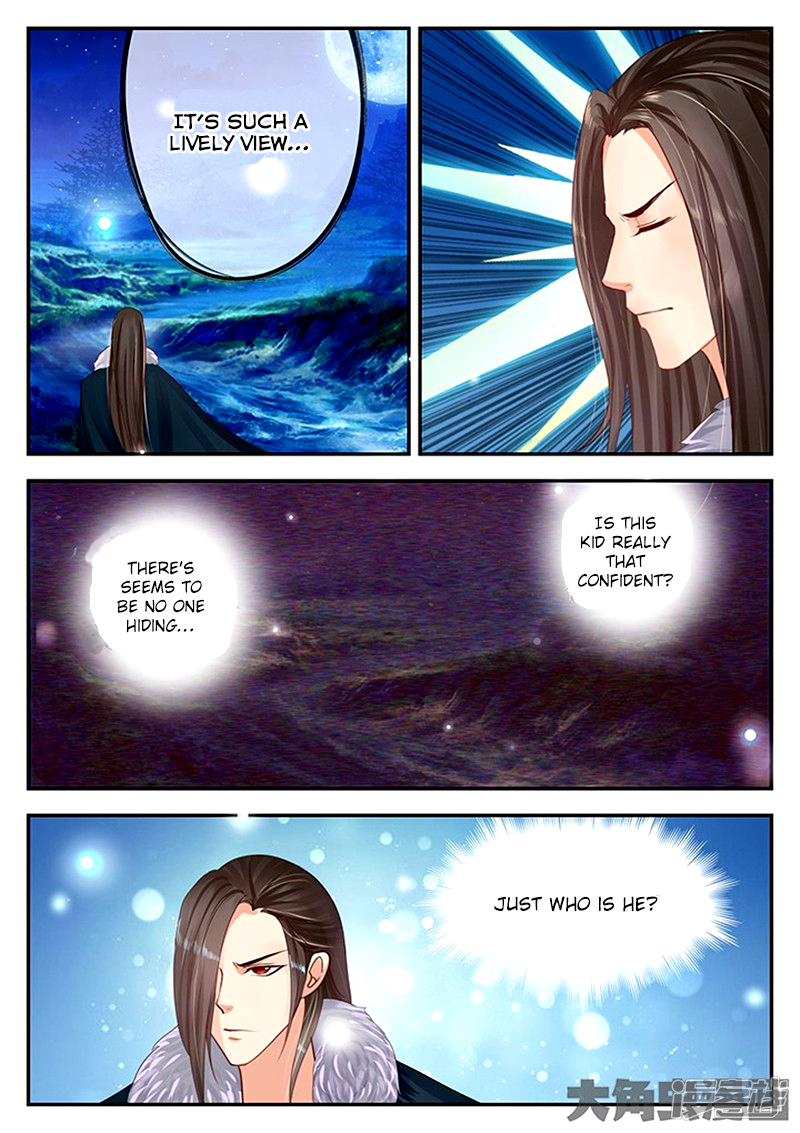 IT'S SUCH A
LIVELY VIEW...
THERE'S
SEEMS TO
BE NO ONE
HIDING...
IS THIS
KID REALLY
THAT
CONFIDENT?
JUST WHO IS HE?
大角虫漫画